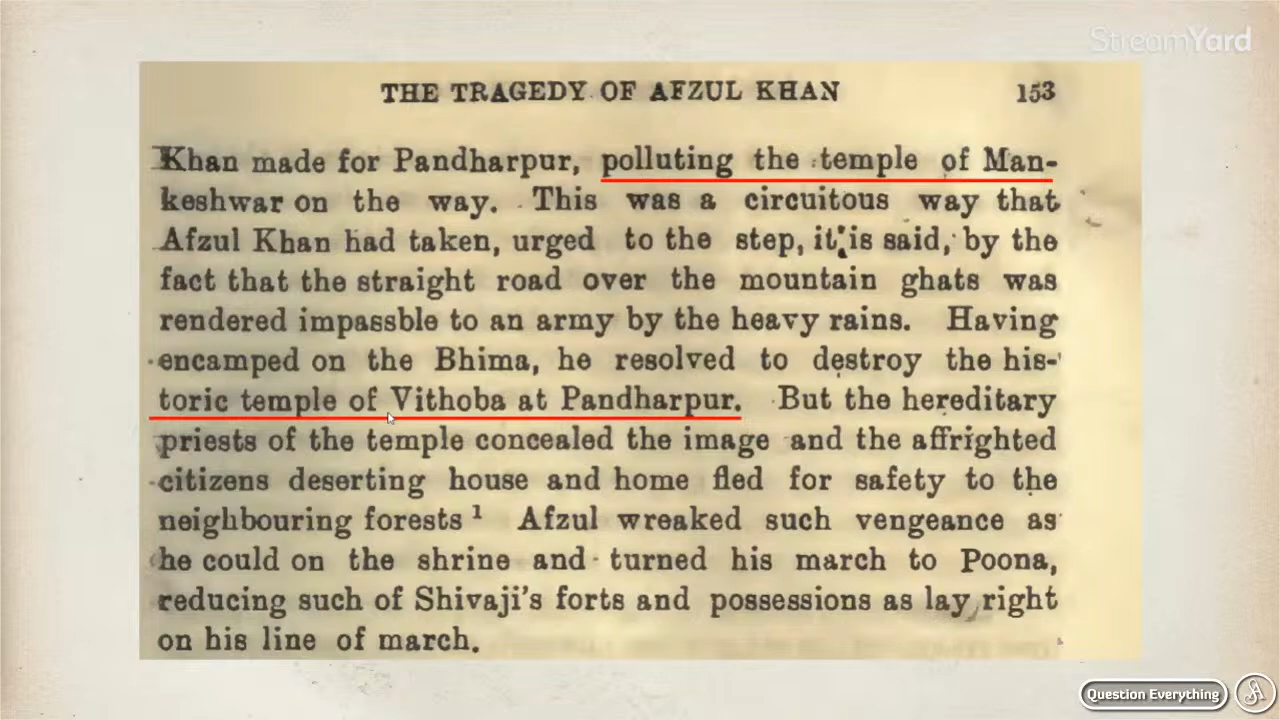 StreamYard
THE TRAGEDY OF AFZUL KHAN 153
Khan made for Pandharpur, polluting the temple of Man-
keshwar on the way. This was a circuitous way that
Afzul Khan had taken, urged to the step, it is said, by the
fact that the straight road over the mountain ghats was
rendered impassble to an army by the heavy rains. Having
encamped on the Bhima, he resolved to destroy the his-
toric temple of Vithoba at Pandharpur. But the hereditary
priests of the temple concealed the image and the affrighted
citizens deserting house and home fled for safety to the
neighbouring forests ¹ Afzul wreaked such vengeance as
he could on the shrine and turned his march to Poona,
reducing such of Shivaji's forts and possessions as lay right
on his line of march.
Question Everything